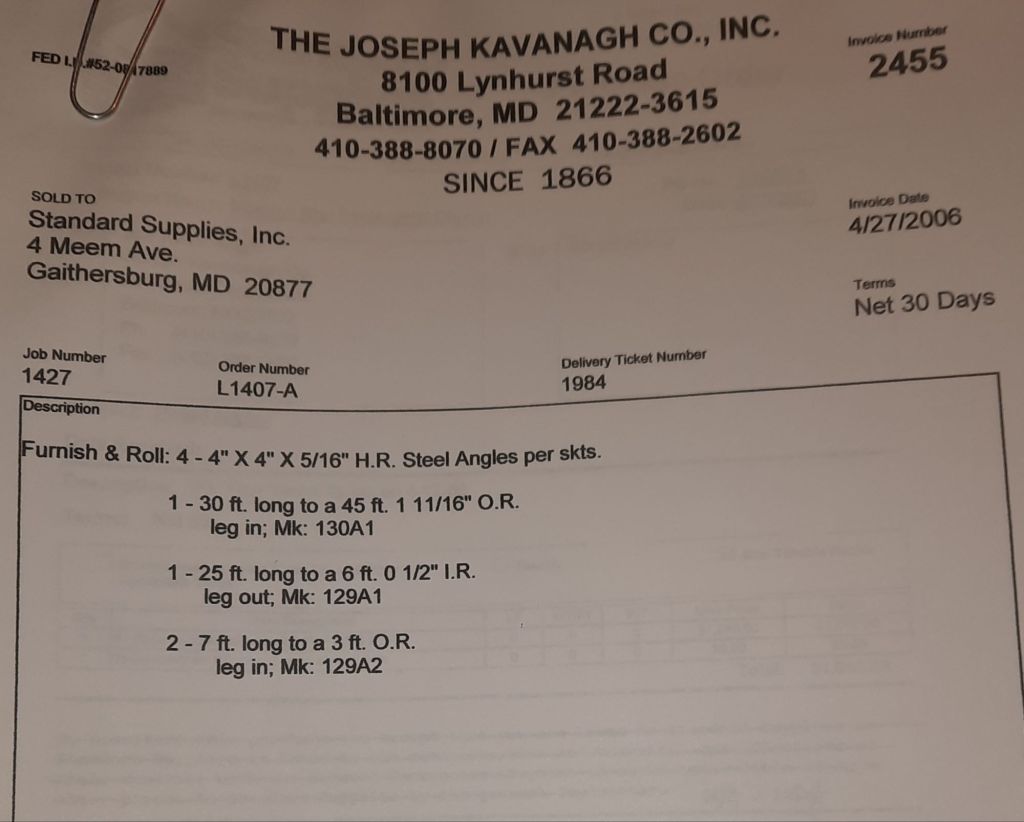 THE JOSEPH KAVANAGH CO., INC.
8100 Lynhurst Road
Baltimore, MD 21222-3615
410-388-8070 / FAX 410-388-2602
SINCE 1866
FED
Invoice Number
2455
SOLD TO
Standard Supplies, Inc.
4 Meem Ave.
Gaithersburg, MD 20877
Invoice Date
4/27/2006
Terms
Net 30 Days
Job Number
1427
Order Number
L1407-A
Delivery Ticket Number
1984
Description
Furnish & Roll: 4 - 4" X 4" X 5/16" H.R. Steel Angles per skts.
1 - 30 ft. long to a 45 ft. 1 11/16" O.R.
leg in; Mk: 130A1
1 - 25 ft. long to a 6 ft. 0 1/2" I.R.
leg out; Mk: 129A1
2 - 7 ft. long to a 3 ft. O.R.
leg in; Mk: 129A2